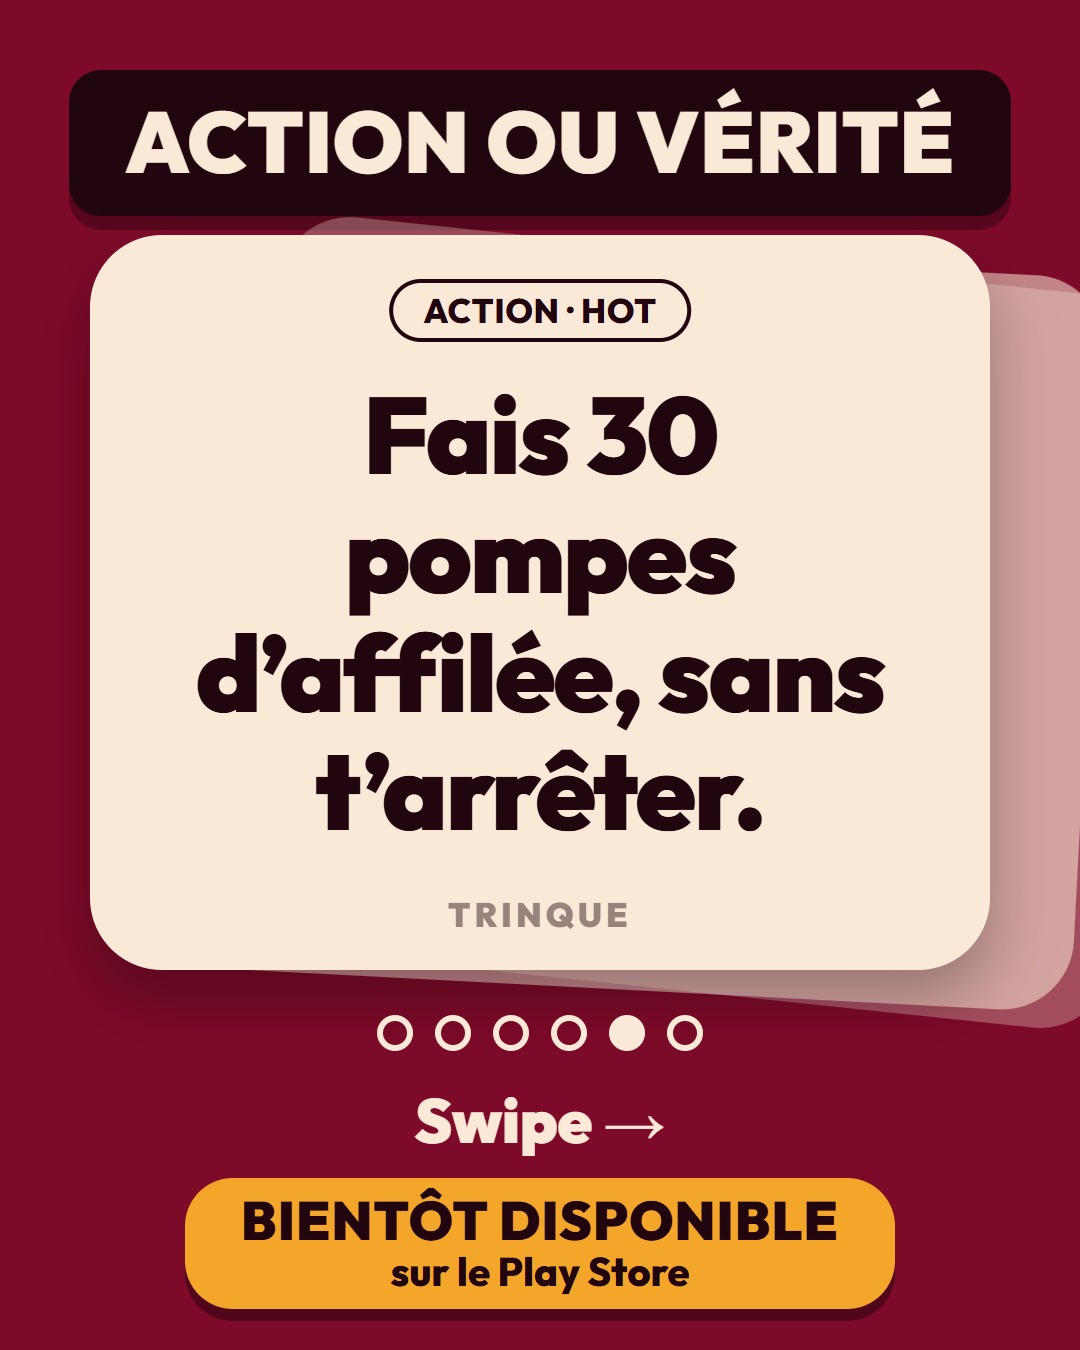 ACTION OU VÉRITÉ
ACTION · HOT
Fais 30
pompes
d’affilée, sans
t’arrêter.
TRINQUE
Swipe →
BIENTÔT DISPONIBLE
sur le Play Store